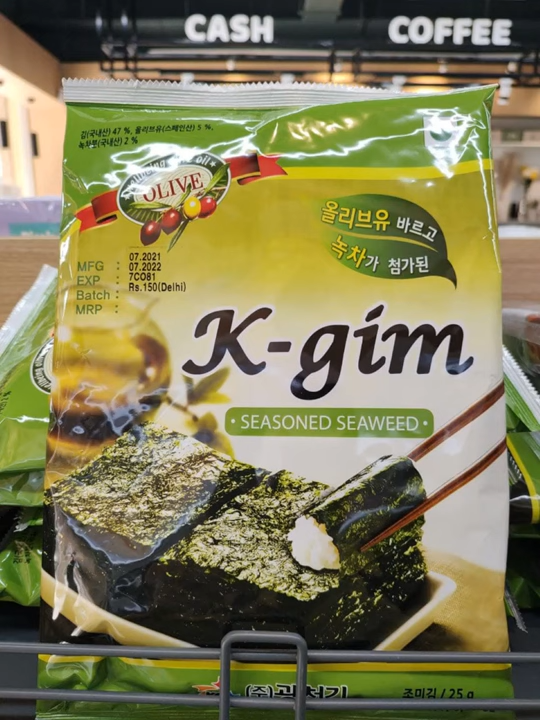 CASH
COFFEE
김(국내산) 47 %, 올리브유(스페인산) 5 %,
녹차분(국내산) 2 %
OLIVE
올리브유 바르고
녹차가 첨가된
MFG : 07.2021
EXP : 07.2022
Batch : 7CO81
MRP : Rs.150(Delhi)
K-gim
• SEASONED SEAWEED •
조미김 / 25 g